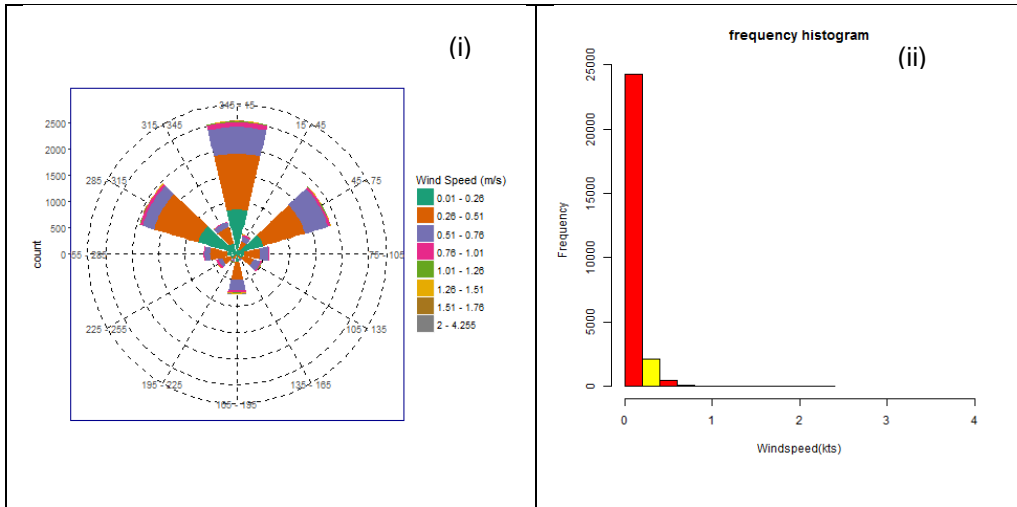 (i)
345 - 15
315 - 345
15 - 45
285 - 315
45 - 75
55 - 285
75 - 105
225 - 255
105 - 135
195 - 225
135 - 165
165 - 195
2500
2000
1500
1000
500
0
count
Wind Speed (m/s)
0.01 - 0.26
0.26 - 0.51
0.51 - 0.76
0.76 - 1.01
1.01 - 1.26
1.26 - 1.51
1.51 - 1.76
2 - 4.255
frequency histogram
(ii)
25000
20000
15000
10000
5000
0
Frequency
0 1 2 3 4
Windspeed(kts)